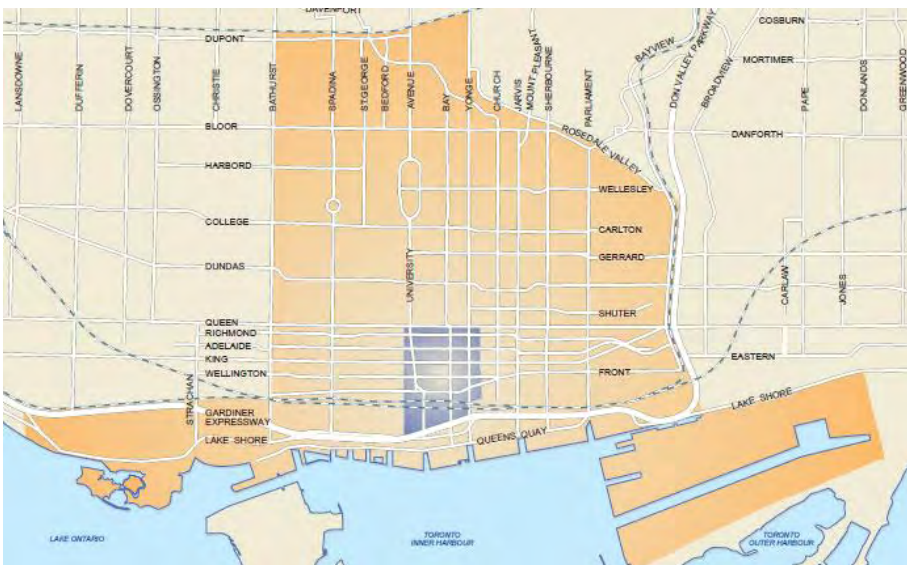 DAVENPORT
COSBURN
DUPONT
MORTIMER
LANSDOWNE
DUFFERIN
DOVERCOURT
OSSINGTON
CHRISTIE
BATHURST
SPADINA
ST.GEORGE
BEDFORD
AVENUE
BAY
YONGE
CHURCH
JARVIS
MOUNT PLEASANT
SHERBOURNE
PARLIAMENT
BAYVIEW
DON VALLEY PARKWAY
BROADVIEW
PAPE
DONLANDS
GREENWOOD
BLOOR
ROSEDALE VALLEY
DANFORTH
HARBORD
WELLESLEY
COLLEGE
CARLTON
GERRARD
DUNDAS
UNIVERSITY
CARLAW
JONES
SHUTER
QUEEN
RICHMOND
ADELAIDE
KING
EASTERN
WELLINGTON
FRONT
STRACHAN
GARDINER
EXPRESSWAY
LAKE SHORE
LAKE SHORE
QUEENS QUAY
LAKE ONTARIO
TORONTO
INNER HARBOUR
TORONTO
OUTER HARBOUR